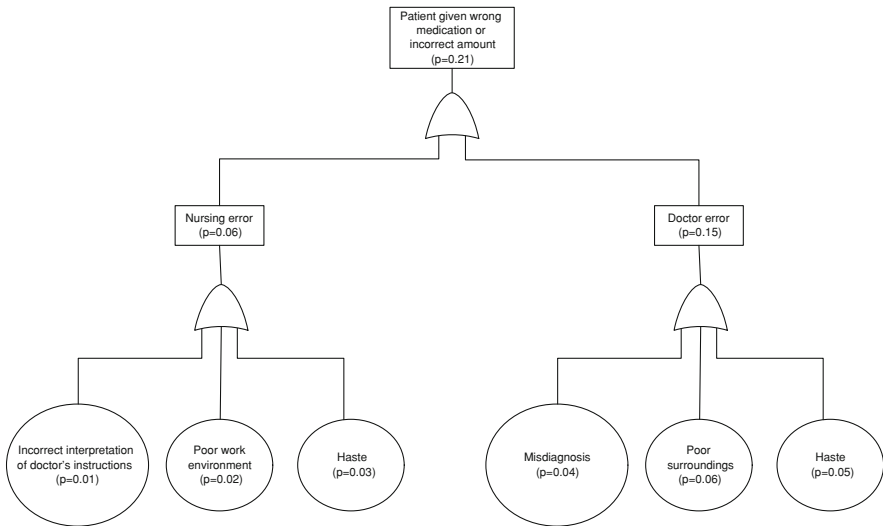 Patient given wrong
medication or
incorrect amount
(p=0.21)
Nursing error
(p=0.06)
Doctor error
(p=0.15)
Incorrect interpretation
of doctor's instructions
(p=0.01)
Poor work
environment
(p=0.02)
Haste
(p=0.03)
Misdiagnosis
(p=0.04)
Poor
surroundings
(p=0.06)
Haste
(p=0.05)